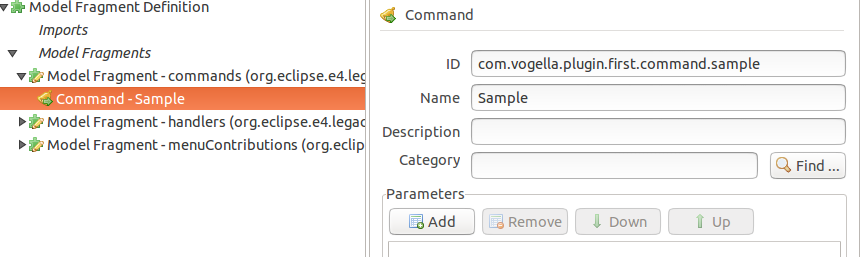 Model Fragment Definition
Imports
Model Fragments
Model Fragment - commands (org.eclipse.e4.lega
Command - Sample
Model Fragment - handlers (org.eclipse.e4.legac
Model Fragment - menuContributions (org.eclip
Command
ID com.vogella.plugin.first.command.sample
Name Sample
Description
Category Find ...
Parameters
Add Remove Down Up